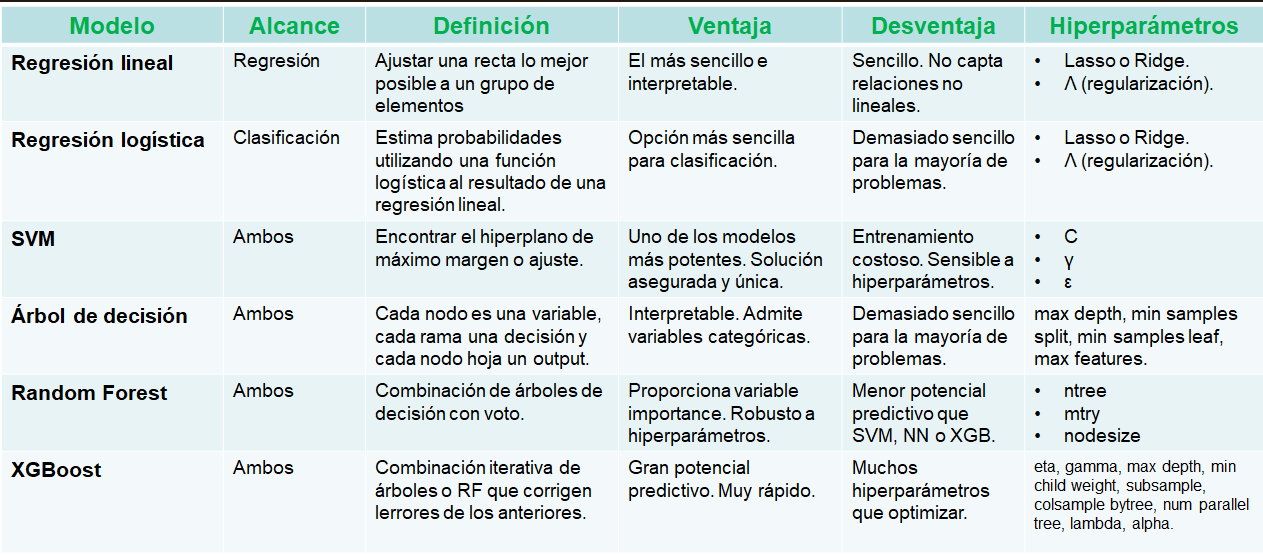 Modelo
Alcance
Definición
Ventaja
Desventaja
Hiperparámetros
Regresión lineal
Regresión
Ajustar una recta lo mejor
posible a un grupo de
elementos
El más sencillo e
interpretable.
Sencillo. No capta
relaciones no
lineales.
• Lasso o Ridge.
• Λ (regularización).
Regresión logística
Clasificación
Estima probabilidades
utilizando una función
logística al resultado de una
regresión lineal.
Opción más sencilla
para clasificación.
Demasiado sencillo
para la mayoría de
problemas.
• Lasso o Ridge.
• Λ (regularización).
SVM
Ambos
Encontrar el hiperplano de
máximo margen o ajuste.
Uno de los modelos
más potentes. Solución
asegurada y única.
Entrenamiento
costoso. Sensible a
hiperparámetros.
• C
• γ
• ε
Árbol de decisión
Ambos
Cada nodo es una variable,
cada rama una decisión y
cada nodo hoja un output.
Interpretable. Admite
variables categóricas.
Demasiado sencillo
para la mayoría de
problemas.
max depth, min samples
split, min samples leaf,
max features.
Random Forest
Ambos
Combinación de árboles de
decisión con voto.
Proporciona variable
importance. Robusto a
hiperparámetros.
Menor potencial
predictivo que
SVM, NN o XGB.
• ntree
• mtry
• nodesize
XGBoost
Ambos
Combinación iterativa de
árboles o RF que corrigen
lerrores de los anteriores.
Gran potencial
predictivo. Muy rápido.
Muchos
hiperparámetros
que optimizar.
eta, gamma, max depth, min
child weight, subsample,
colsample bytree, num parallel
tree, lambda, alpha.